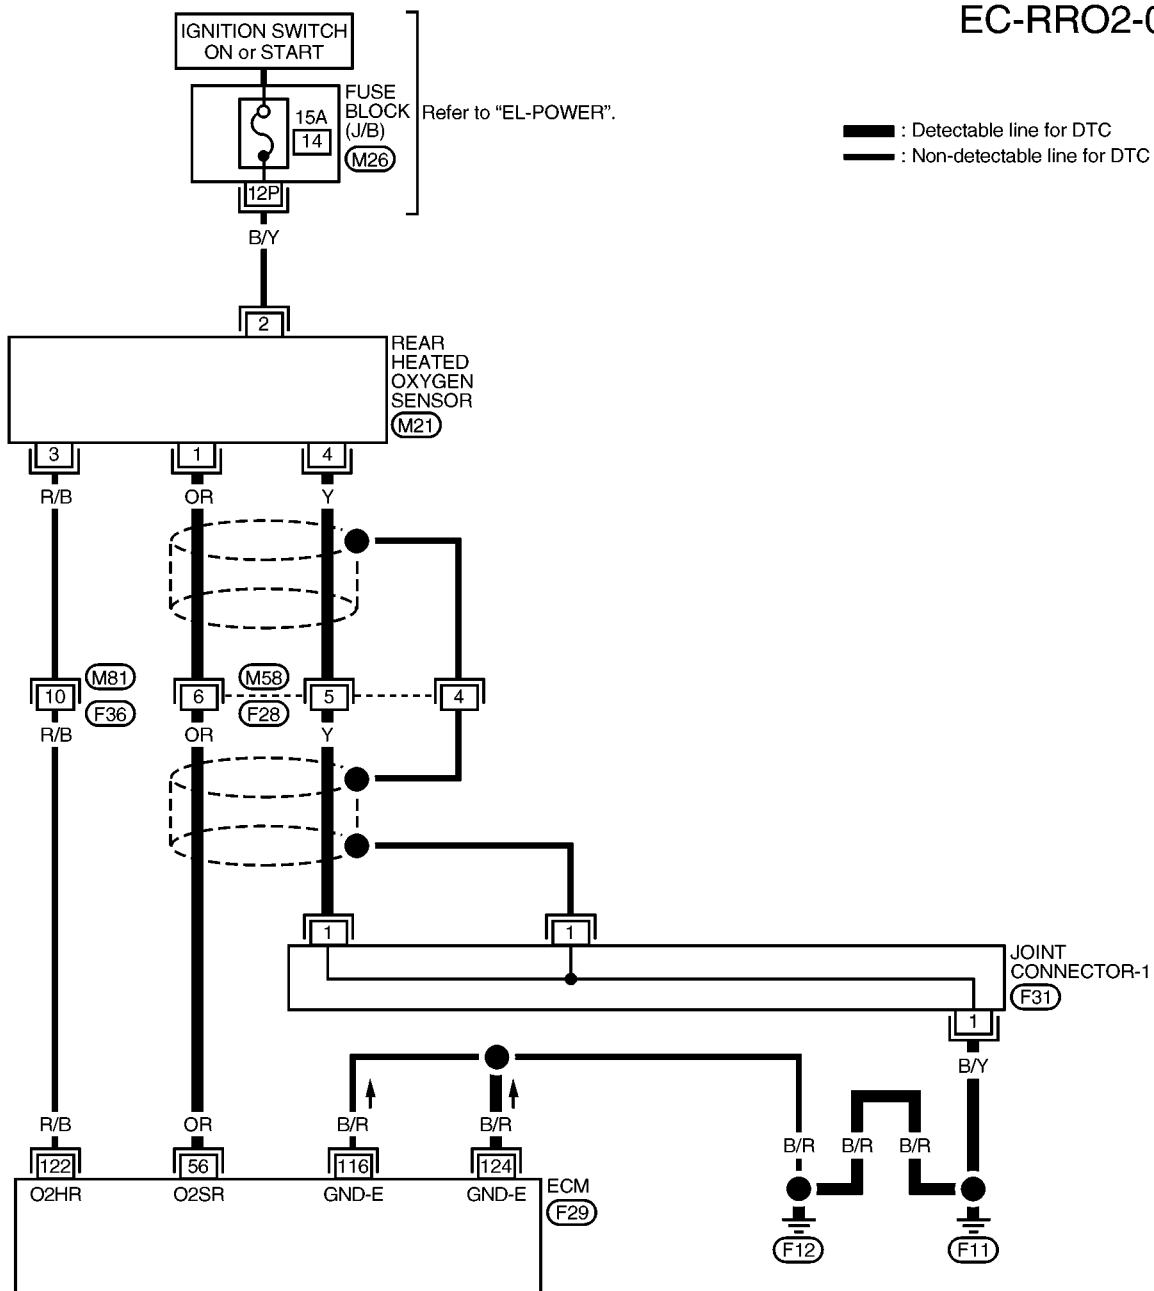 EC-RRO2-0
IGNITION SWITCH
ON or START
FUSE
BLOCK
(J/B)
M26
15A
14
12P
Refer to “EL-POWER”.
: Detectable line for DTC
: Non-detectable line for DTC
B/Y
2
REAR
HEATED
OXYGEN
SENSOR
M21
3
1
4
R/B
OR
Y
M81
M58
10
6
5
4
F36
F28
R/B
OR
Y
1
1
JOINT
CONNECTOR-1
F31
1
B/Y
R/B
OR
B/R
B/R
B/R
B/R
B/R
122
56
116
124
O2HR
O2SR
GND-E
GND-E
ECM
F29
F12
F11